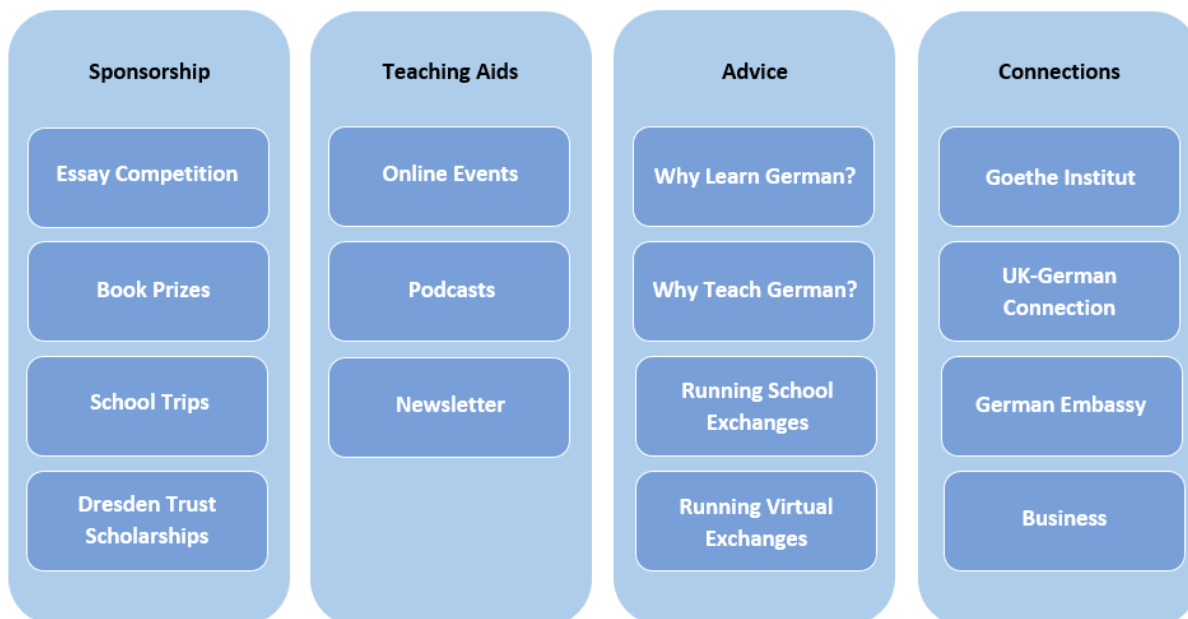 Sponsorship
Essay Competition
Book Prizes
School Trips
Dresden Trust
Scholarships
Teaching Aids
Online Events
Podcasts
Newsletter
Advice
Why Learn German?
Why Teach German?
Running School
Exchanges
Running Virtual
Exchanges
Connections
Goethe Institut
UK-German
Connection
German Embassy
Business